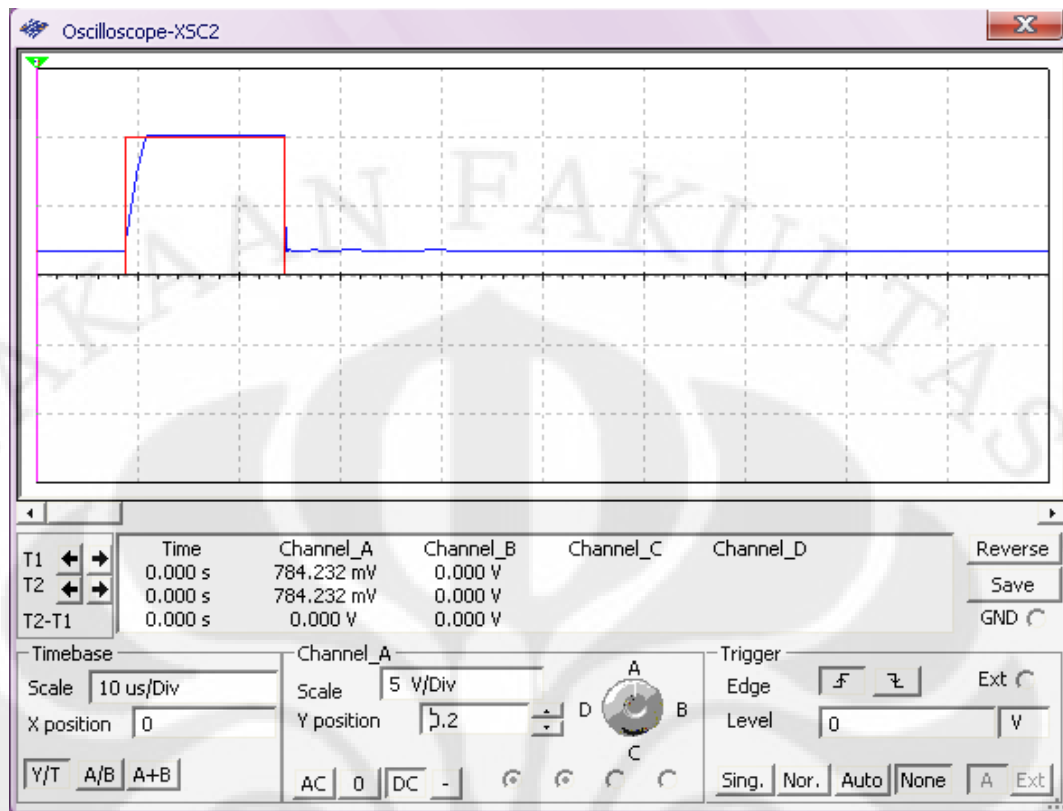 Oscilloscope-XSC2
AKAAN FAKULTAS
T1
T2
T2-T1
Time Channel_A Channel_B Channel_C Channel_D
0.000 s 784.232 mV 0.000 V
0.000 s 784.232 mV 0.000 V
0.000 s 0.000 V 0.000 V
Reverse
Save
GND
Timebase
Scale 10 us/Div
X position 0
Y/T A/B A+B
Channel_A
Scale 5 V/Div
Y position
AC 0 DC -
A
D B
C
Trigger
Edge Ext
Level 0 V
Sing. Nor. Auto None A Ext